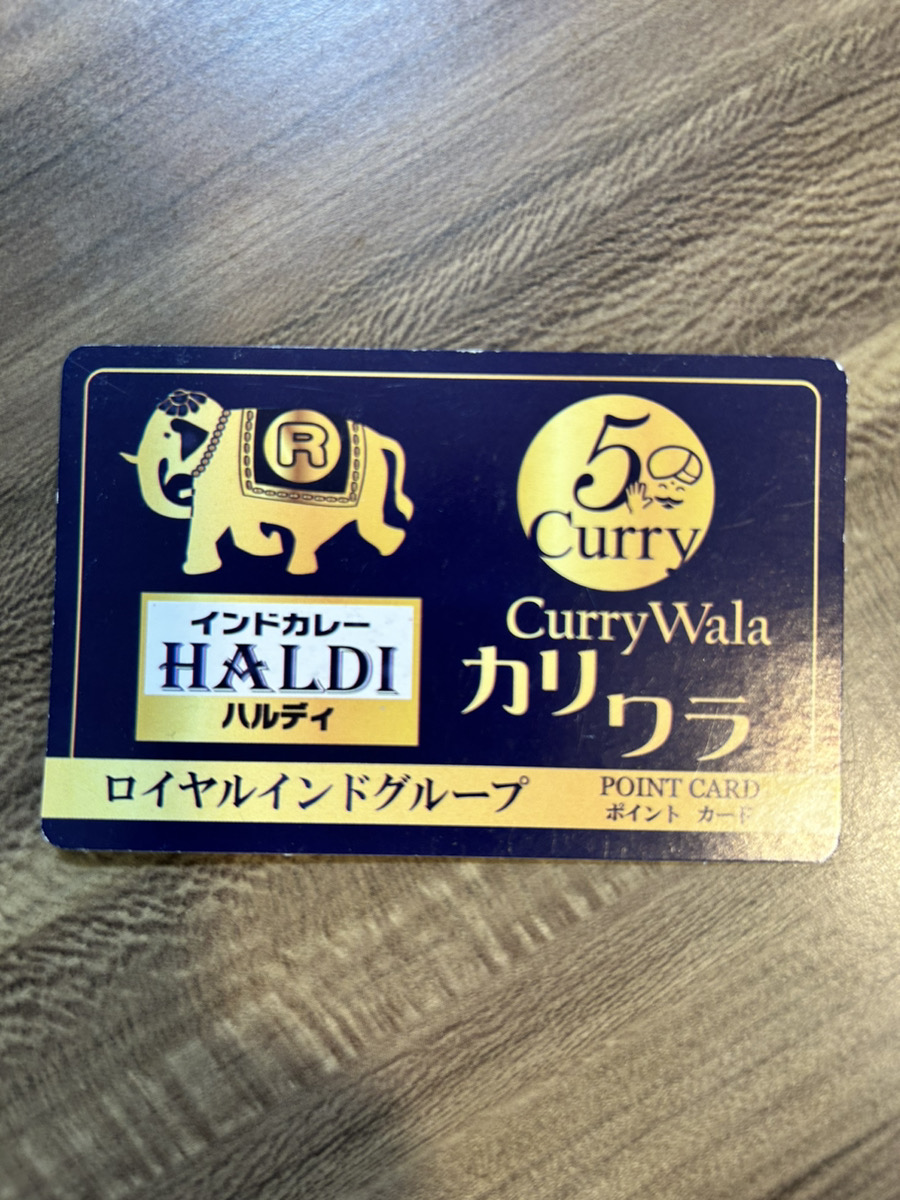 R
インドカレー
HALDI
ハルディ
5
Curry
CurryWala
カリワラ
ロイヤルインドグループ
POINT CARD
ポイント カード